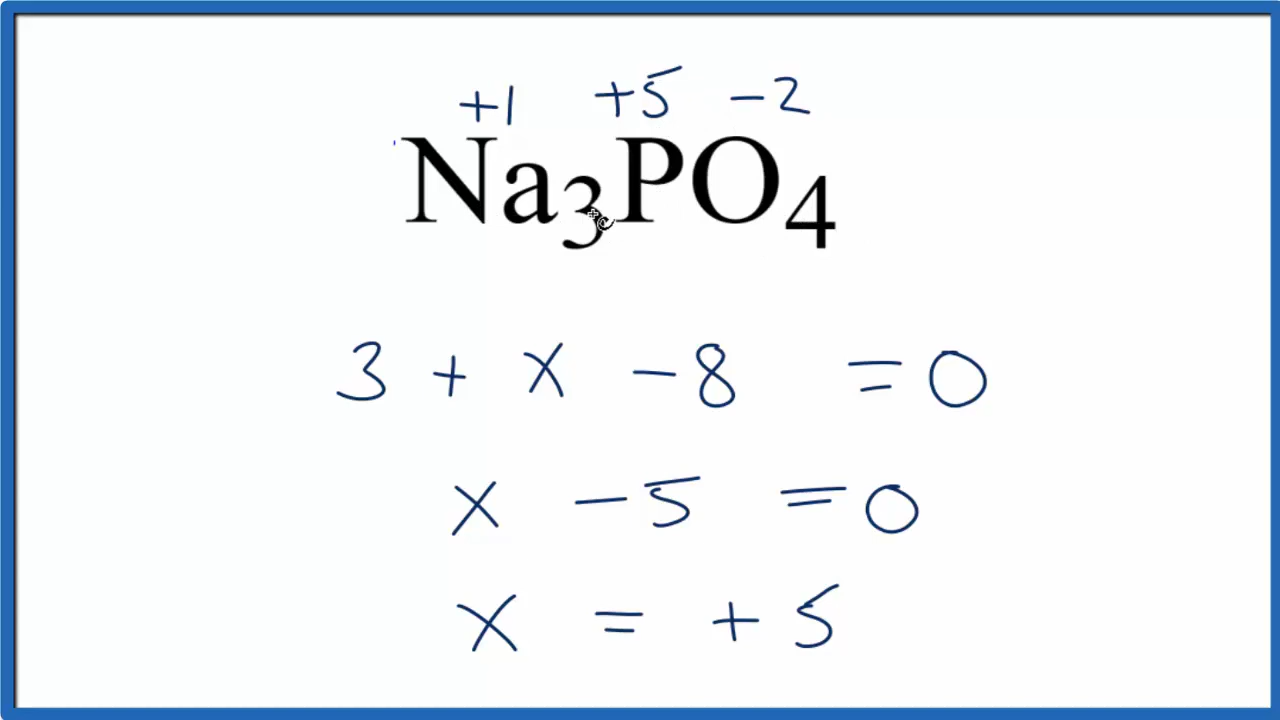 +1 +5 -2
Na₃PO₄
3 + x - 8 = 0
x - 5 = 0
x = + 5